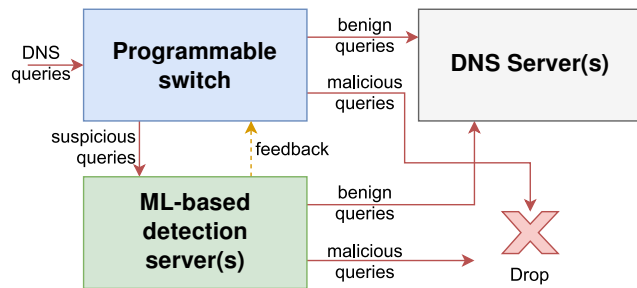 DNS
queries
Programmable
switch
benign
queries
malicious
queries
DNS Server(s)
suspicious
queries
feedback
ML-based
detection
server(s)
benign
queries
malicious
queries
Drop